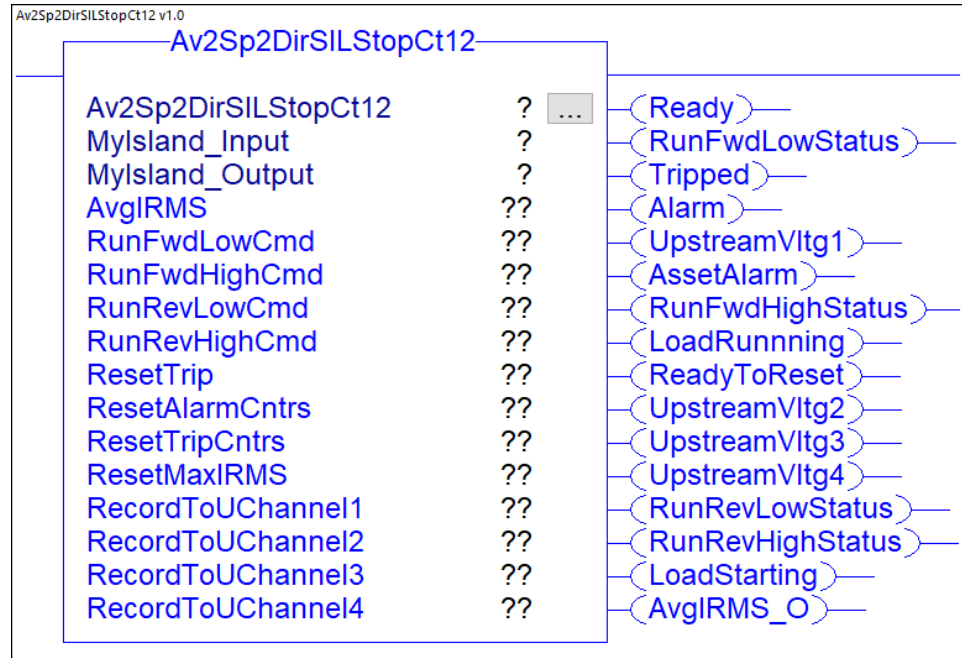 Av2Sp2DirSILStopCt12 v1.0
Av2Sp2DirSILStopCt12
Av2Sp2DirSILStopCt12 ? ... Ready
MyIsland_Input ? RunFwdLowStatus
MyIsland_Output ? Tripped
AvgIRMS ?? Alarm
RunFwdLowCmd ?? UpstreamVltg1
RunFwdHighCmd ?? AssetAlarm
RunRevLowCmd ?? RunFwdHighStatus
RunRevHighCmd ?? LoadRunnning
ResetTrip ?? ReadyToReset
ResetAlarmCntrs ?? UpstreamVltg2
ResetTripCntrs ?? UpstreamVltg3
ResetMaxIRMS ?? UpstreamVltg4
RecordToUChannel1 ?? RunRevLowStatus
RecordToUChannel2 ?? RunRevHighStatus
RecordToUChannel3 ?? LoadStarting
RecordToUChannel4 ?? AvgIRMS_O